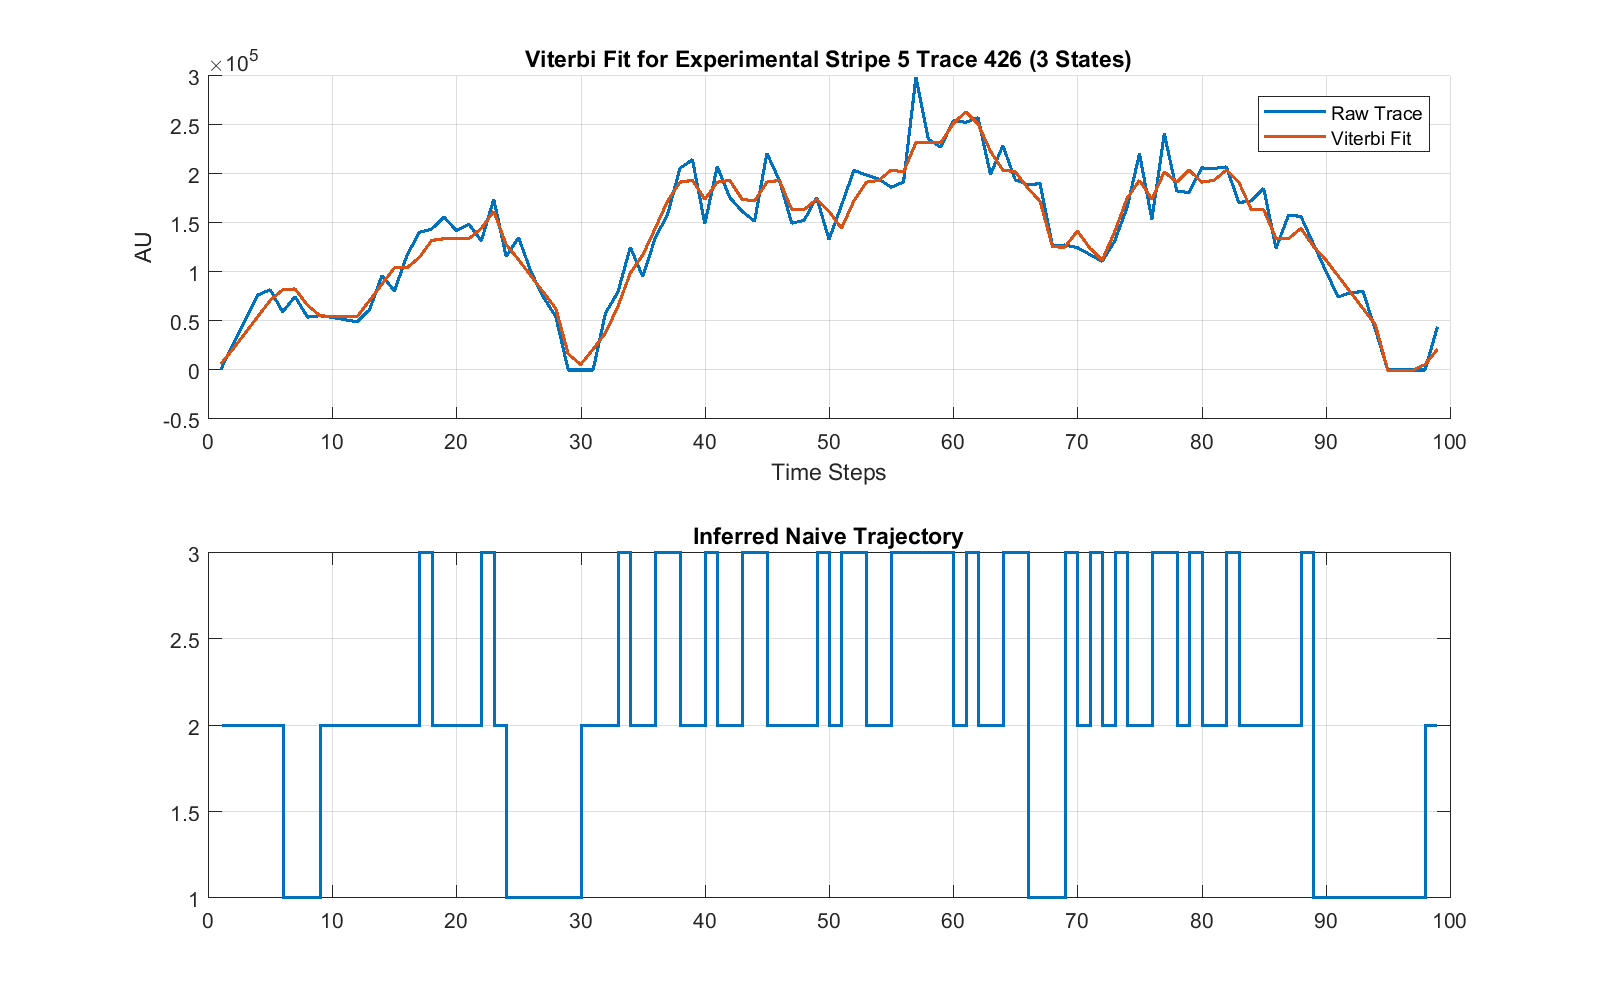 Viterbi Fit for Experimental Stripe 5 Trace 426 (3 States)
×10⁵
3
2.5
2
1.5
1
0.5
0
-0.5
AU
Raw Trace
Viterbi Fit
0 10 20 30 40 50 60 70 80 90 100
Time Steps
Inferred Naive Trajectory
3
2.5
2
1.5
1
0 10 20 30 40 50 60 70 80 90 100